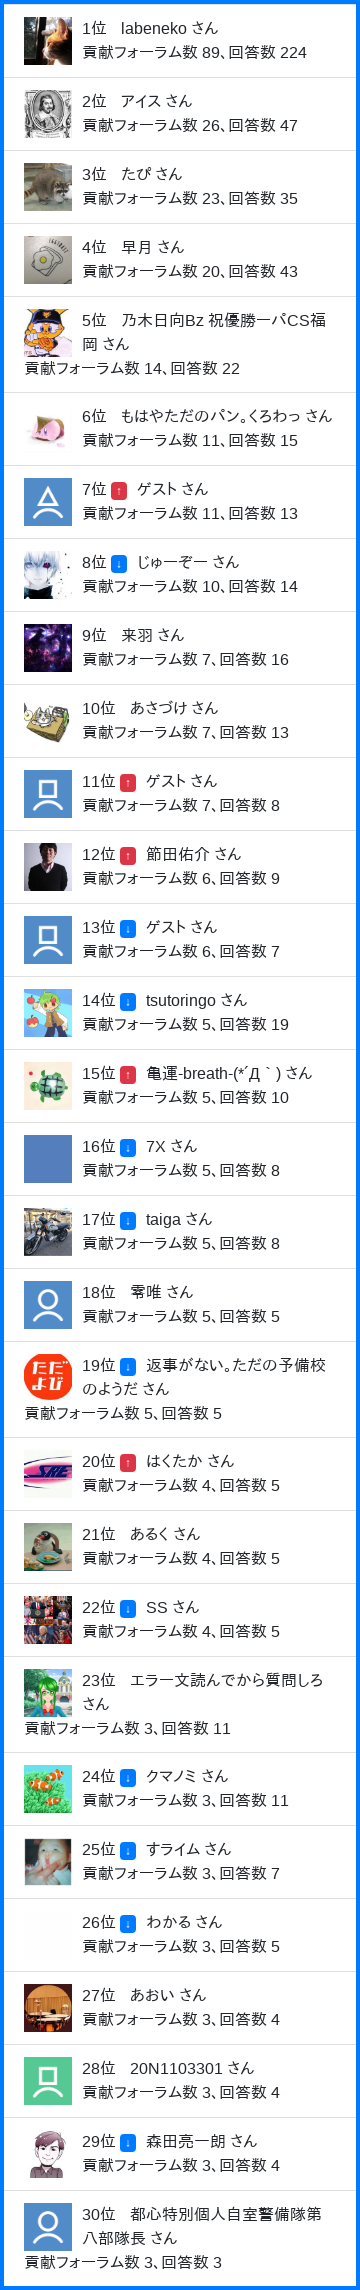 1位 labeneko さん
貢献フォーラム数 89、回答数 224
2位 アイス さん
貢献フォーラム数 26、回答数 47
3位 たぴ さん
貢献フォーラム数 23、回答数 35
4位 早月 さん
貢献フォーラム数 20、回答数 43
5位 乃木日向Bz 祝優勝一パCS福
岡 さん
貢献フォーラム数 14、回答数 22
6位 もはやただのパン。くろわっ さん
貢献フォーラム数 11、回答数 15
7位 ↑ ゲスト さん
貢献フォーラム数 11、回答数 13
8位 ↓ じゅーぞー さん
貢献フォーラム数 10、回答数 14
9位 来羽 さん
貢献フォーラム数 7、回答数 16
10位 あさづけ さん
貢献フォーラム数 7、回答数 13
11位 ↑ ゲスト さん
貢献フォーラム数 7、回答数 8
12位 ↑ 節田佑介 さん
貢献フォーラム数 6、回答数 9
13位 ↓ ゲスト さん
貢献フォーラム数 6、回答数 7
14位 ↓ tsutoringo さん
貢献フォーラム数 5、回答数 19
15位 ↑ 亀運-breath-(*´Д｀) さん
貢献フォーラム数 5、回答数 10
16位 ↓ 7X さん
貢献フォーラム数 5、回答数 8
17位 ↓ taiga さん
貢献フォーラム数 5、回答数 8
18位 零唯 さん
貢献フォーラム数 5、回答数 5
ただ
よび
19位 ↓ 返事がない。ただの予備校
のようだ さん
貢献フォーラム数 5、回答数 5
SKE
20位 ↑ はくたか さん
貢献フォーラム数 4、回答数 5
21位 あるく さん
貢献フォーラム数 4、回答数 5
22位 ↓ SS さん
貢献フォーラム数 4、回答数 5
23位 エラー文読んでから質問しろ
さん
貢献フォーラム数 3、回答数 11
24位 ↓ クマノミ さん
貢献フォーラム数 3、回答数 11
25位 ↓ すライム さん
貢献フォーラム数 3、回答数 7
26位 ↓ わかる さん
貢献フォーラム数 3、回答数 5
27位 あおい さん
貢献フォーラム数 3、回答数 4
28位 20N1103301 さん
貢献フォーラム数 3、回答数 4
29位 ↓ 森田亮一朗 さん
貢献フォーラム数 3、回答数 4
30位 都心特別個人自室警備隊第
八部隊長 さん
貢献フォーラム数 3、回答数 3